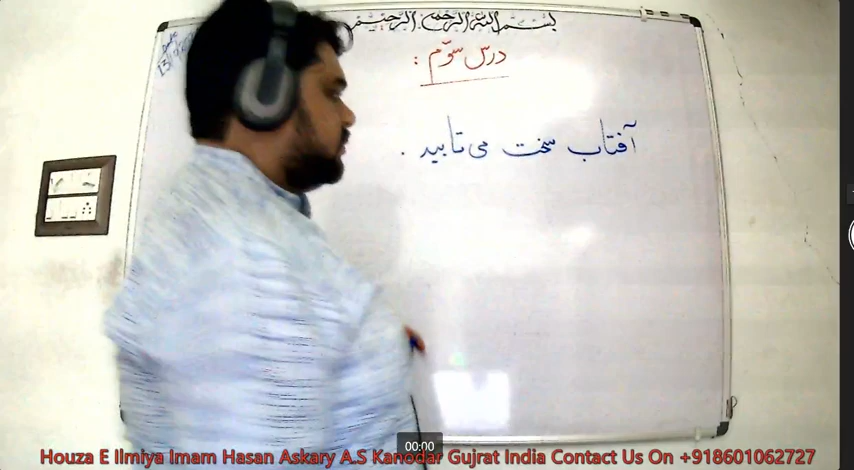 بسم الله الرحمن الرحیم
درس سوّم :
آفتاب سخت می تابید .
00:00
Houza E Ilmiya Imam Hasan Askary A.S Kanodar Gujrat India Contact Us On +918601062727